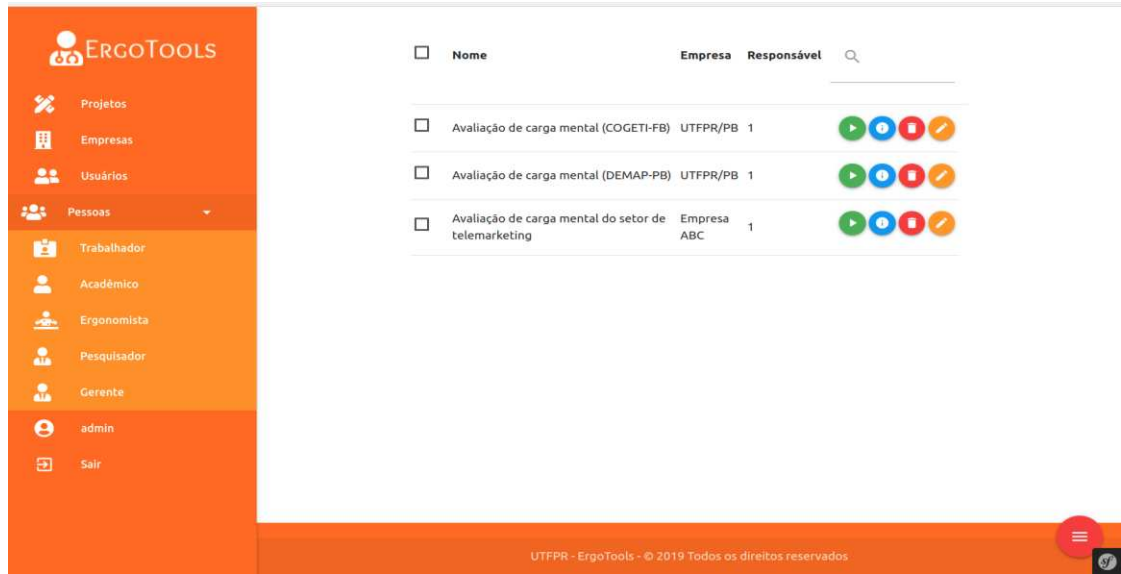 ERGOTOOLS
Projetos
Empresas
Usuários
Pessoas
Trabalhador
Acadêmico
Ergonomista
Pesquisador
Gerente
admin
Sair
Nome Empresa Responsável
Avaliação de carga mental (COGETI-FB) UTFPR/PB 1
Avaliação de carga mental (DEMAP-PB) UTFPR/PB 1
Avaliação de carga mental do setor de Empresa
telemarketing ABC 1
UTFPR - ErgoTools - © 2019 Todos os direitos reservados
sf